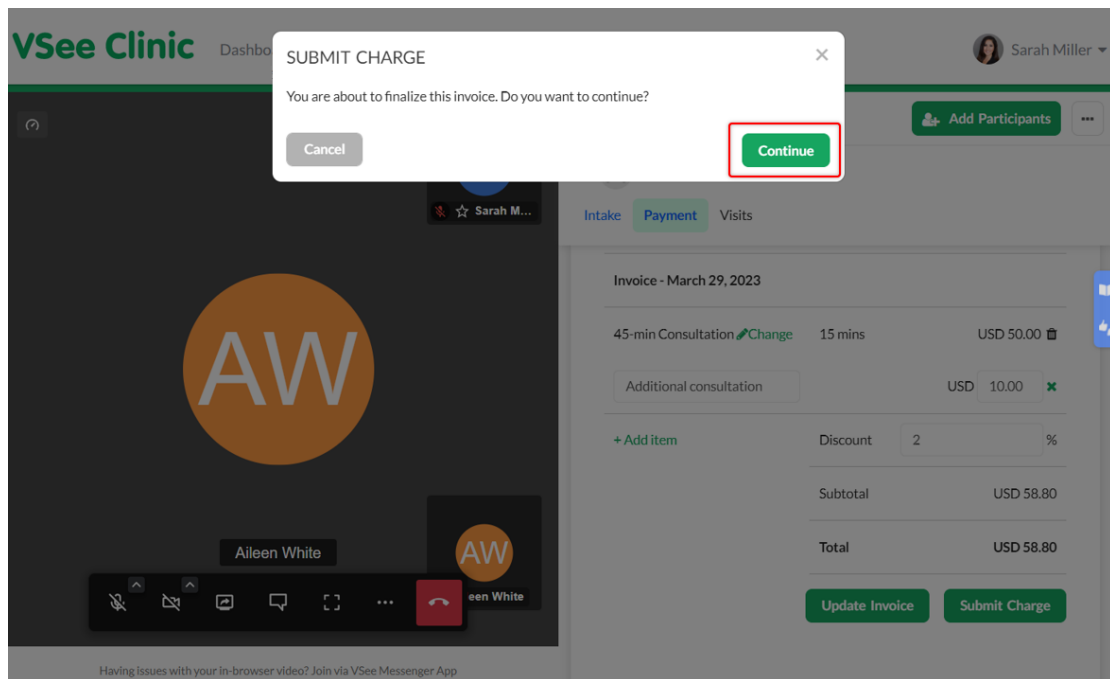 VSee Clinic
Dashbo
Sarah Miller
SUBMIT CHARGE
You are about to finalize this invoice. Do you want to continue?
Cancel
Continue
Add Participants
Sarah M...
Intake Payment Visits
Invoice - March 29, 2023
45-min Consultation Change 15 mins USD 50.00
Additional consultation USD 10.00
+ Add item Discount 2 %
Subtotal USD 58.80
Total USD 58.80
Update Invoice Submit Charge
AW
Aileen White
AW
een White
Having issues with your in-browser video? Join via VSee Messenger App